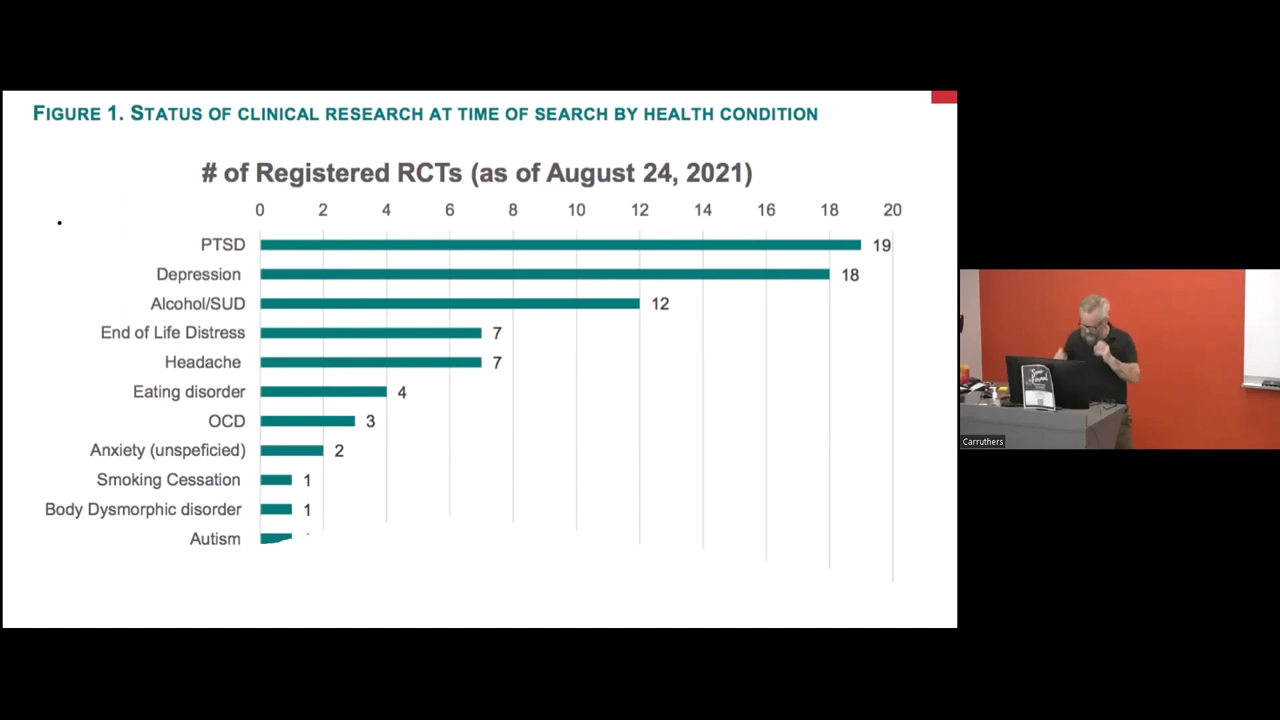 FIGURE 1. STATUS OF CLINICAL RESEARCH AT TIME OF SEARCH BY HEALTH CONDITION
# of Registered RCTs (as of August 24, 2021)
0 2 4 6 8 10 12 14 16 18 20
PTSD 19
Depression 18
Alcohol/SUD 12
End of Life Distress 7
Headache 7
Eating disorder 4
OCD 3
Anxiety (unspeficied) 2
Smoking Cessation 1
Body Dysmorphic disorder 1
Autism
Carruthers